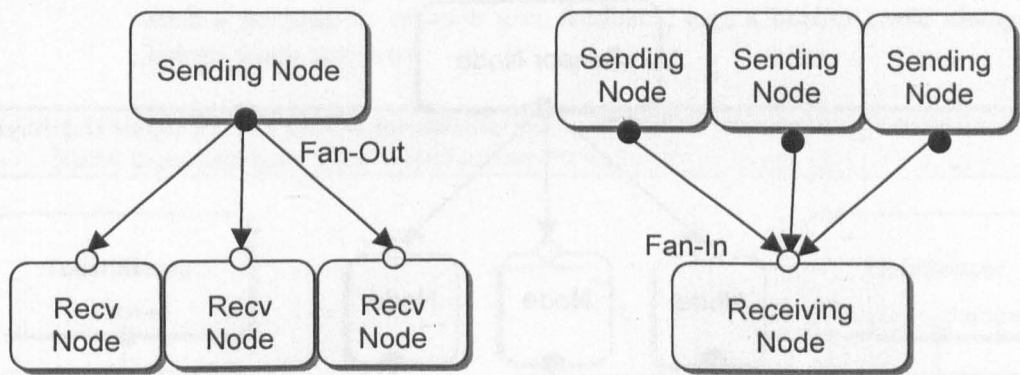 Sending Node
Fan-Out
Recv
Node
Recv
Node
Recv
Node
Sending
Node
Sending
Node
Sending
Node
Fan-In
Receiving
Node